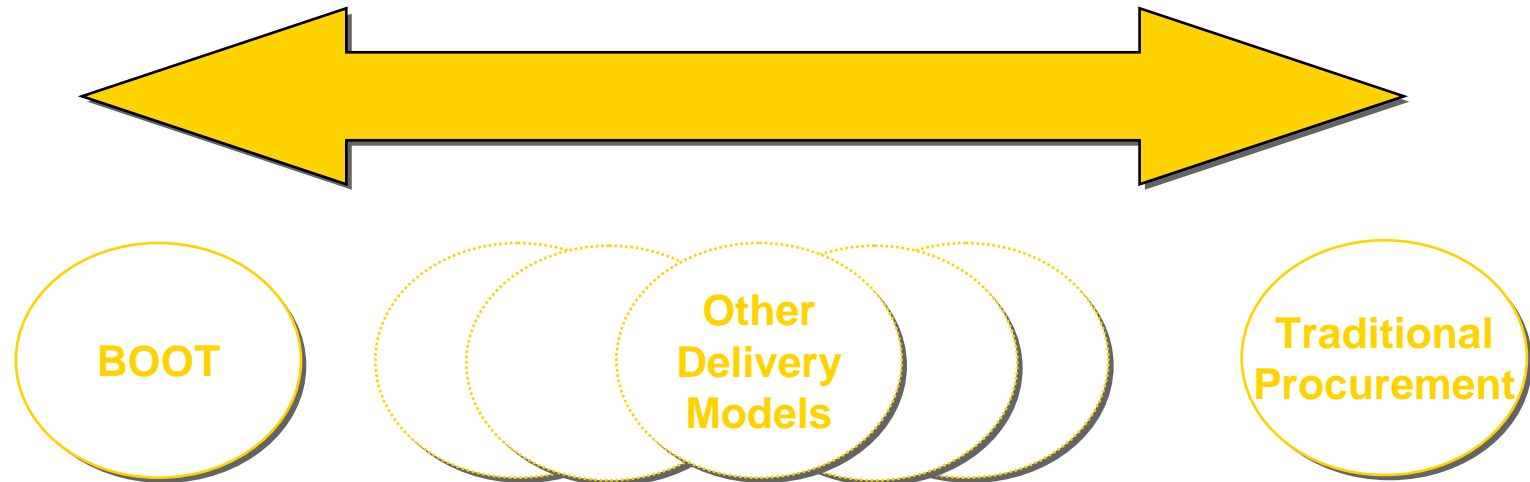 BOOT
Other
Delivery
Models
Traditional
Procurement